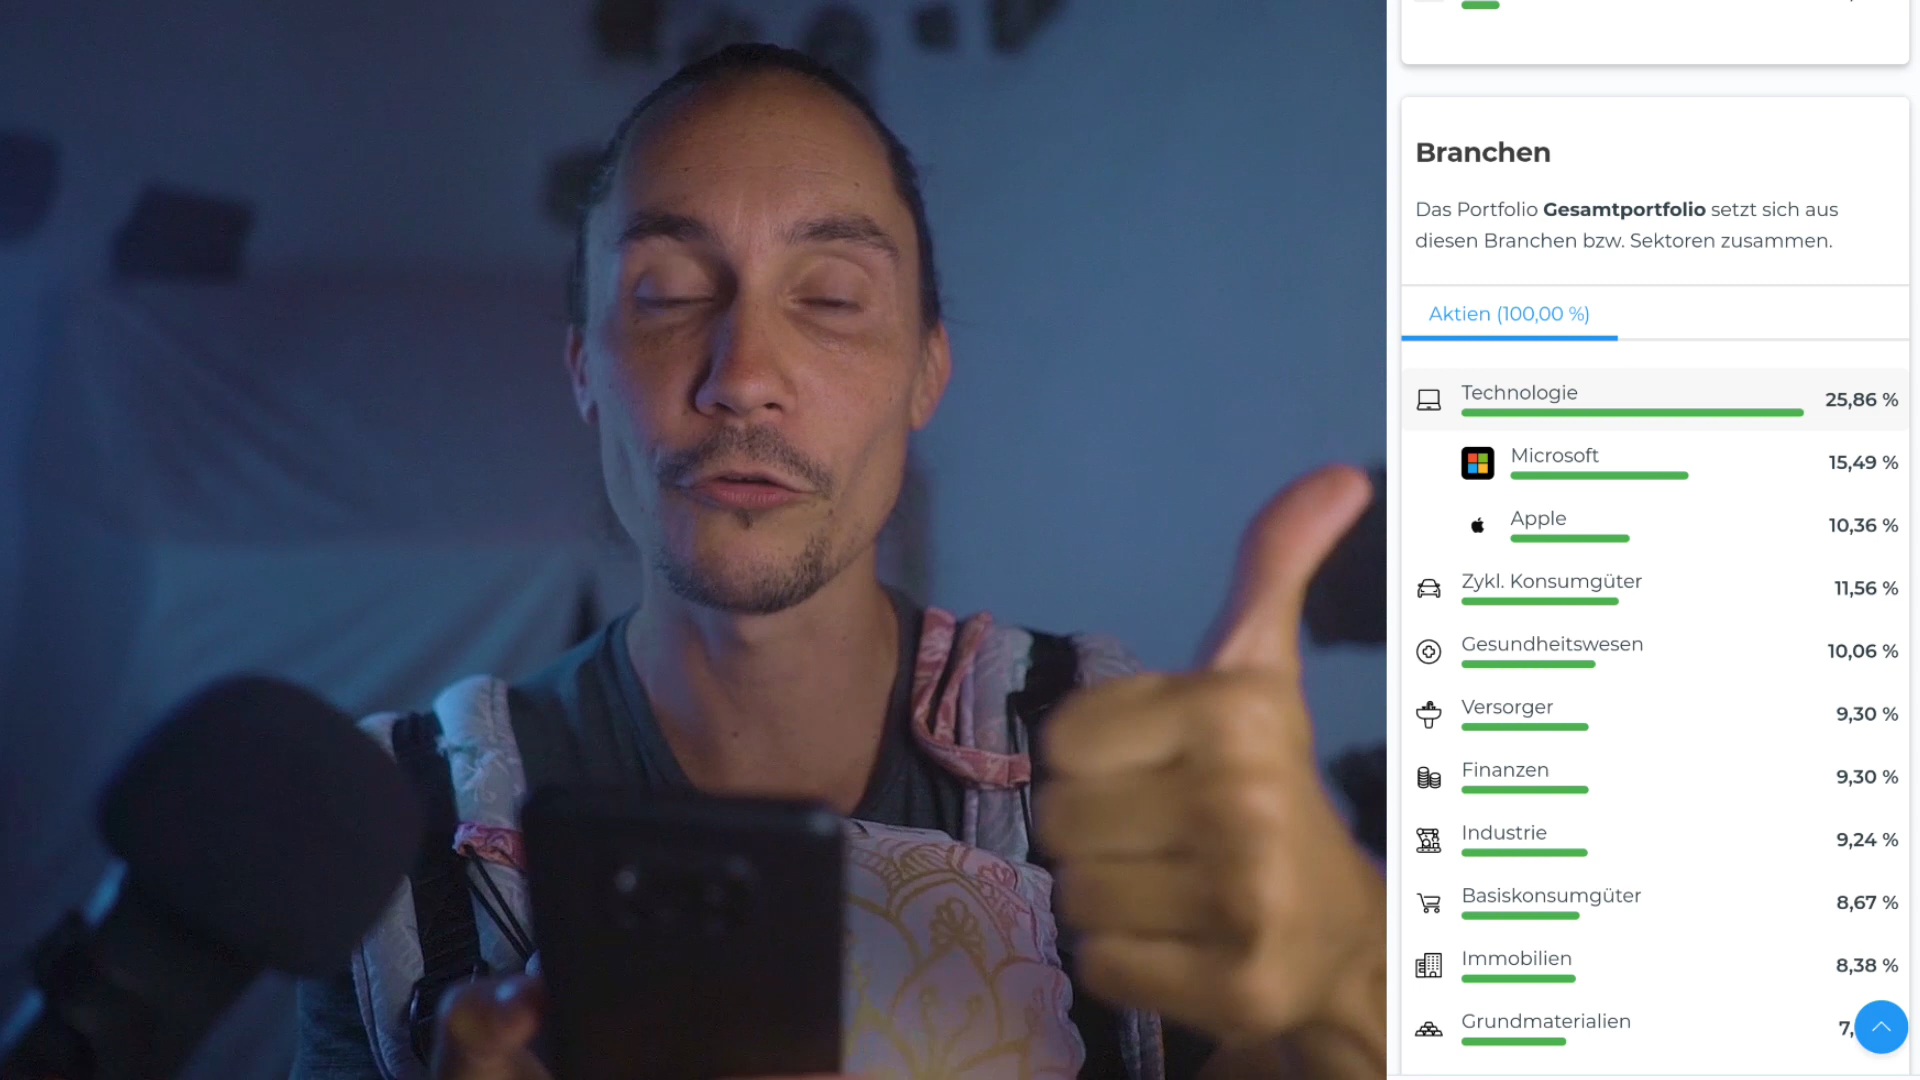 Branchen
Das Portfolio Gesamtportfolio setzt sich aus
diesen Branchen bzw. Sektoren zusammen.
Aktien (100,00 %)
Technologie 25,86 %
Microsoft 15,49 %
Apple 10,36 %
Zykl. Konsumgüter 11,56 %
Gesundheitswesen 10,06 %
Versorger 9,30 %
Finanzen 9,30 %
Industrie 9,24 %
Basiskonsumgüter 8,67 %
Immobilien 8,38 %
Grundmaterialien 7,